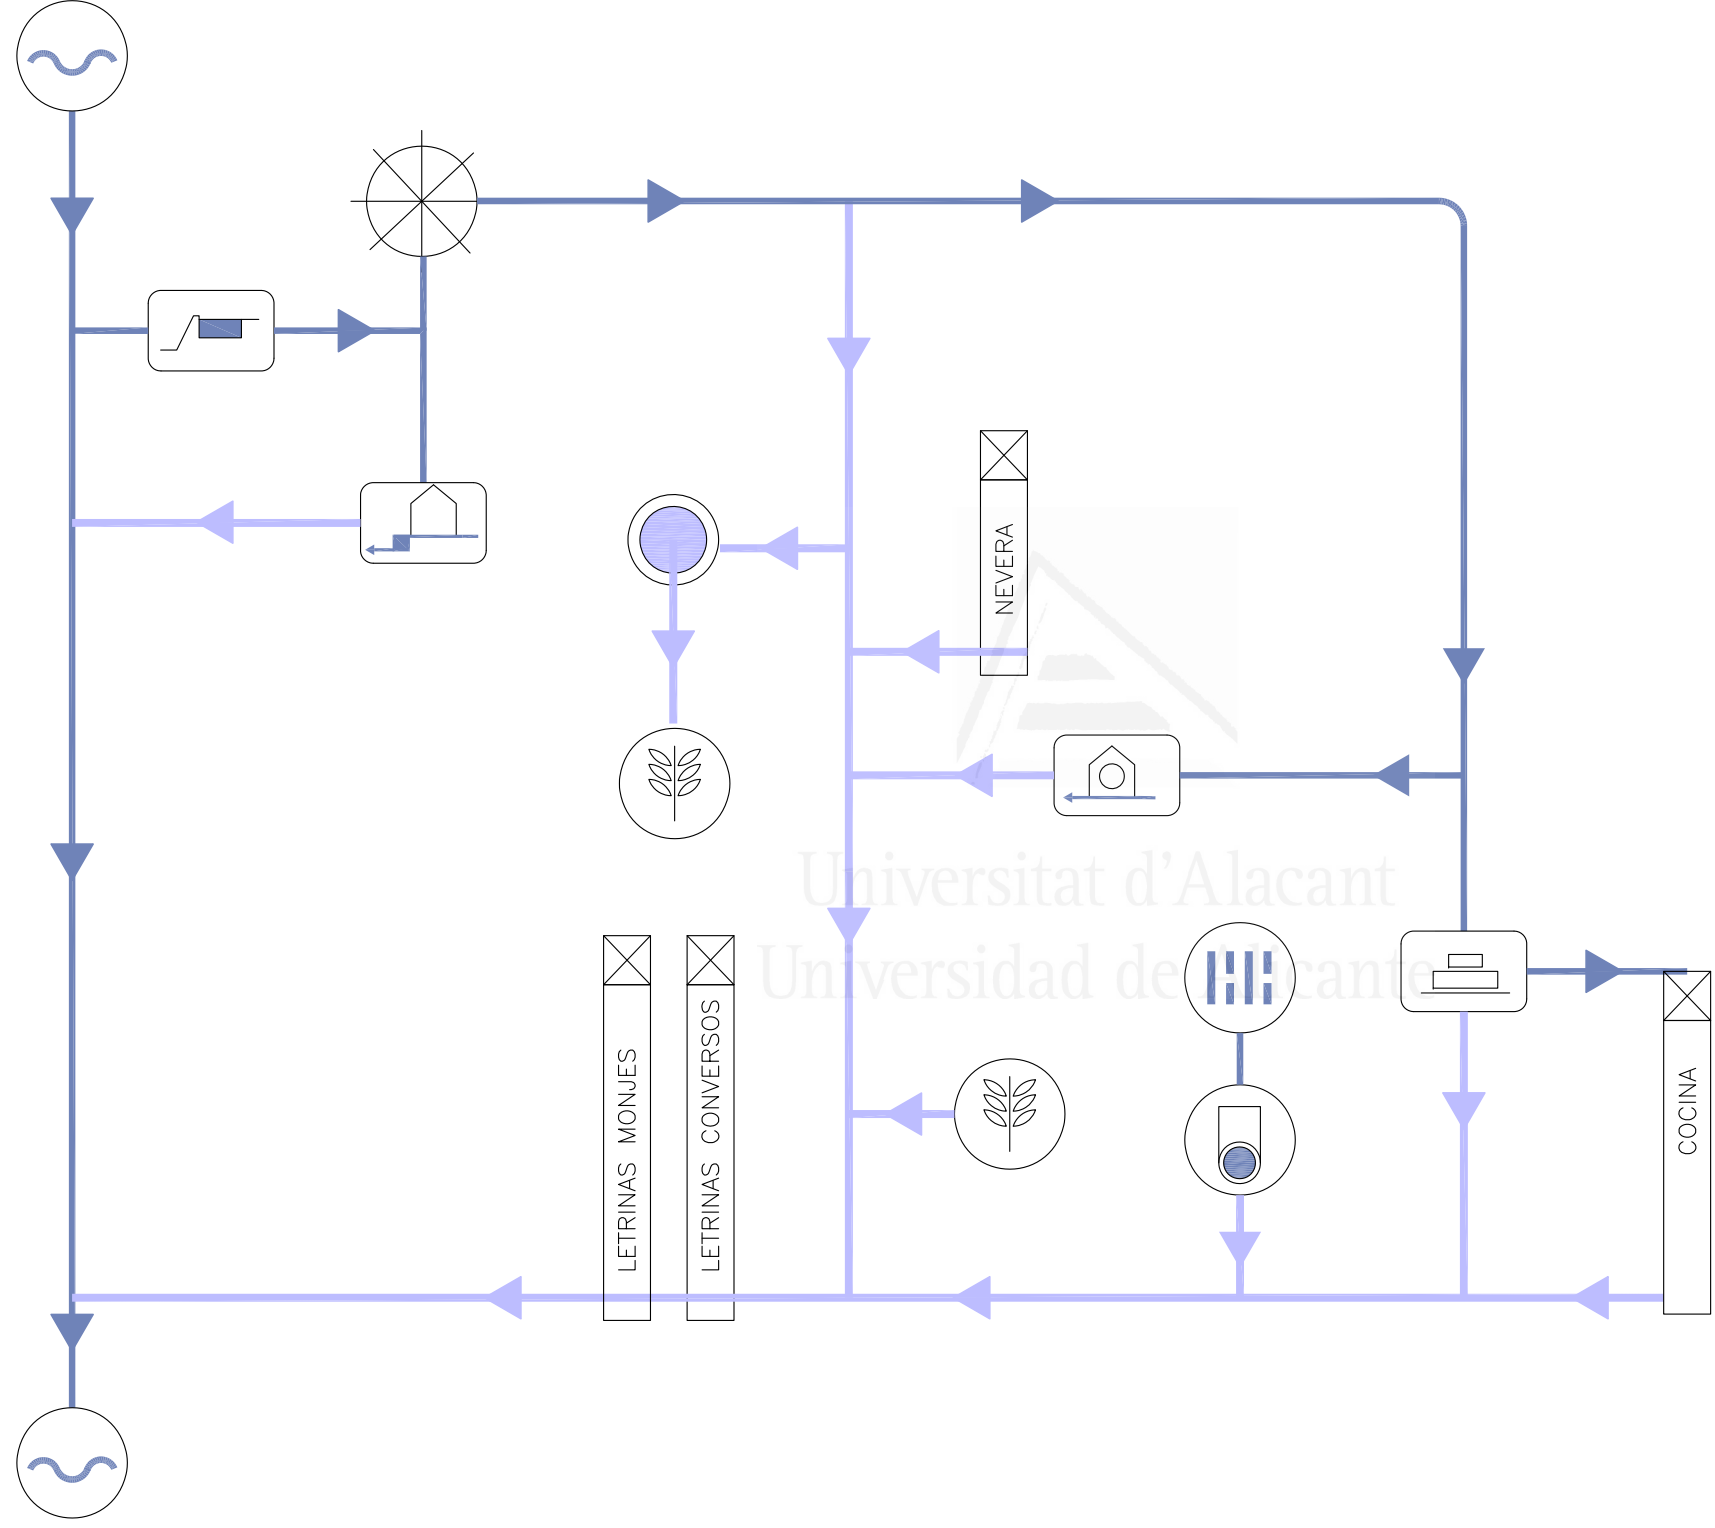 NEVERA
Universitat d'Alacant
Universidad de Alicante
LETRINAS MONJES
LETRINAS CONVERSOS
COCINA